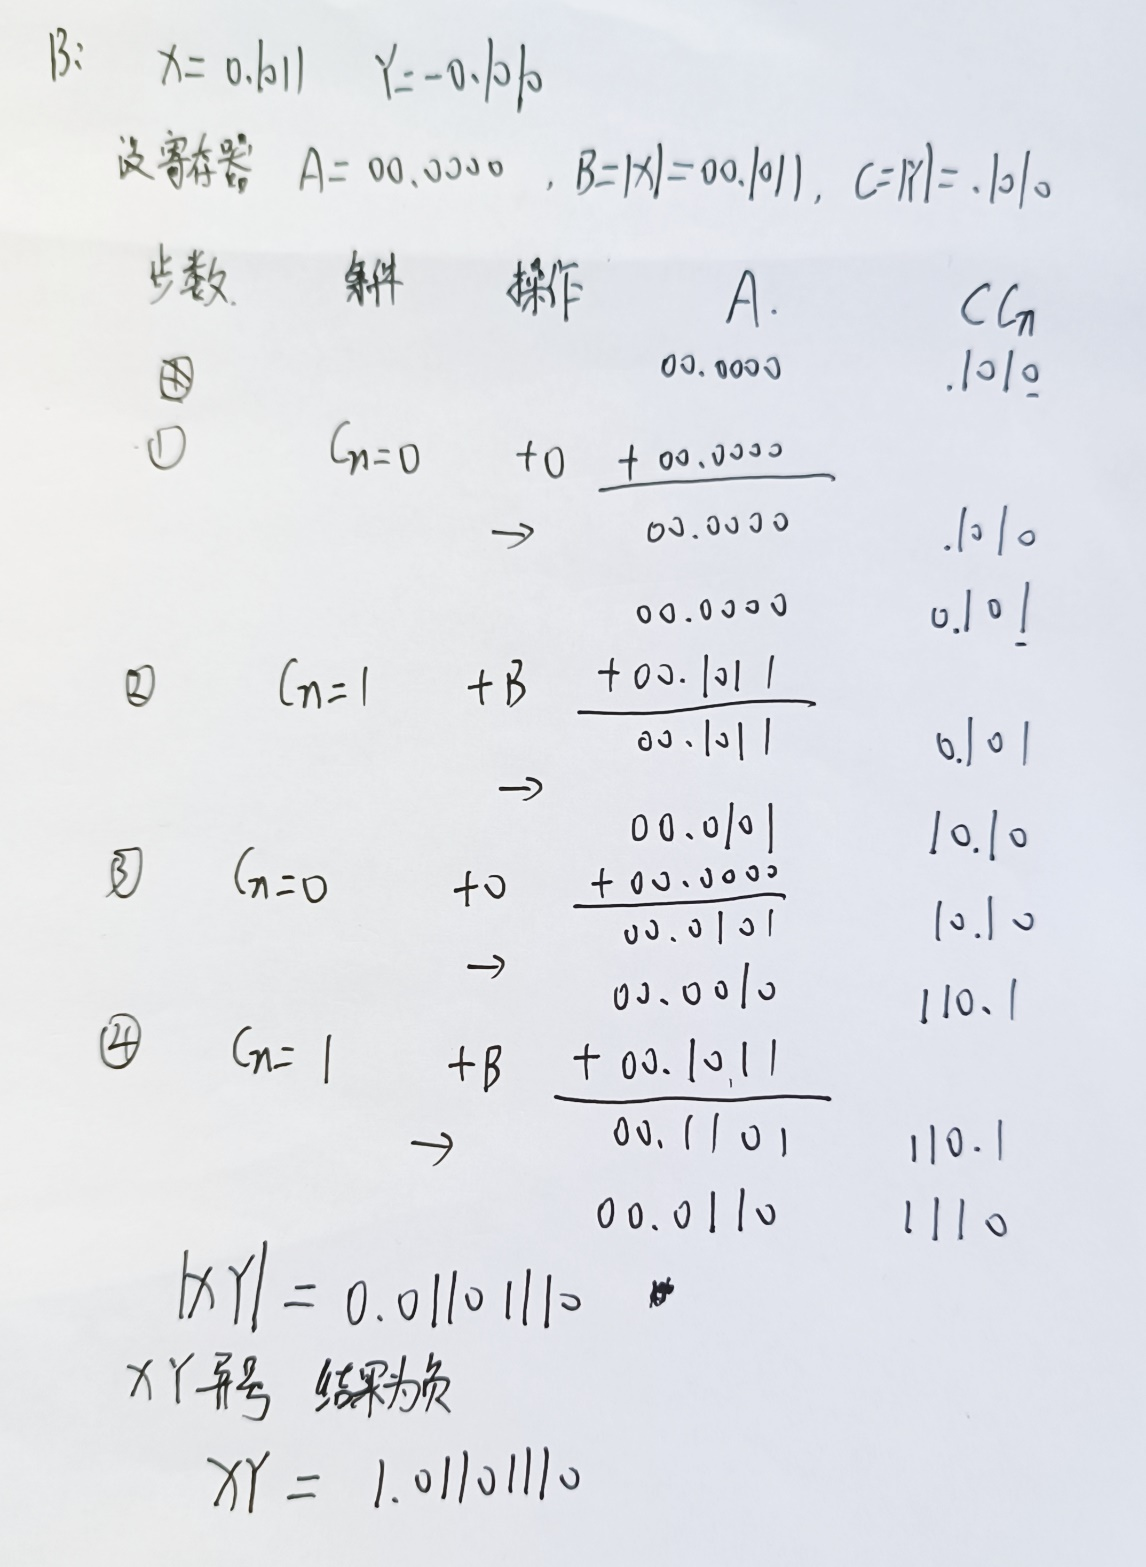 B: X=0.1011 Y=-0.1010
设寄存器 A=00.0000 , B=|X|=00.1011, C=|Y|=.1010
步数 条件 操作 A. CCn
00.0000 .1010
① Cn=0 +0 +00.0000
→ 00.0000 .1010
00.0000 0.101
② Cn=1 +B +00.1011
00.1011 0.101
→
00.0101 10.10
③ Cn=0 +0 +00.0000
00.0101 10.10
→
00.0010 110.1
④ Cn=1 +B +00.1011
→ 00.1101 110.1
00.0110 1110
|XY|=0.01101110
XY异号 结果为负
XY=1.01101110